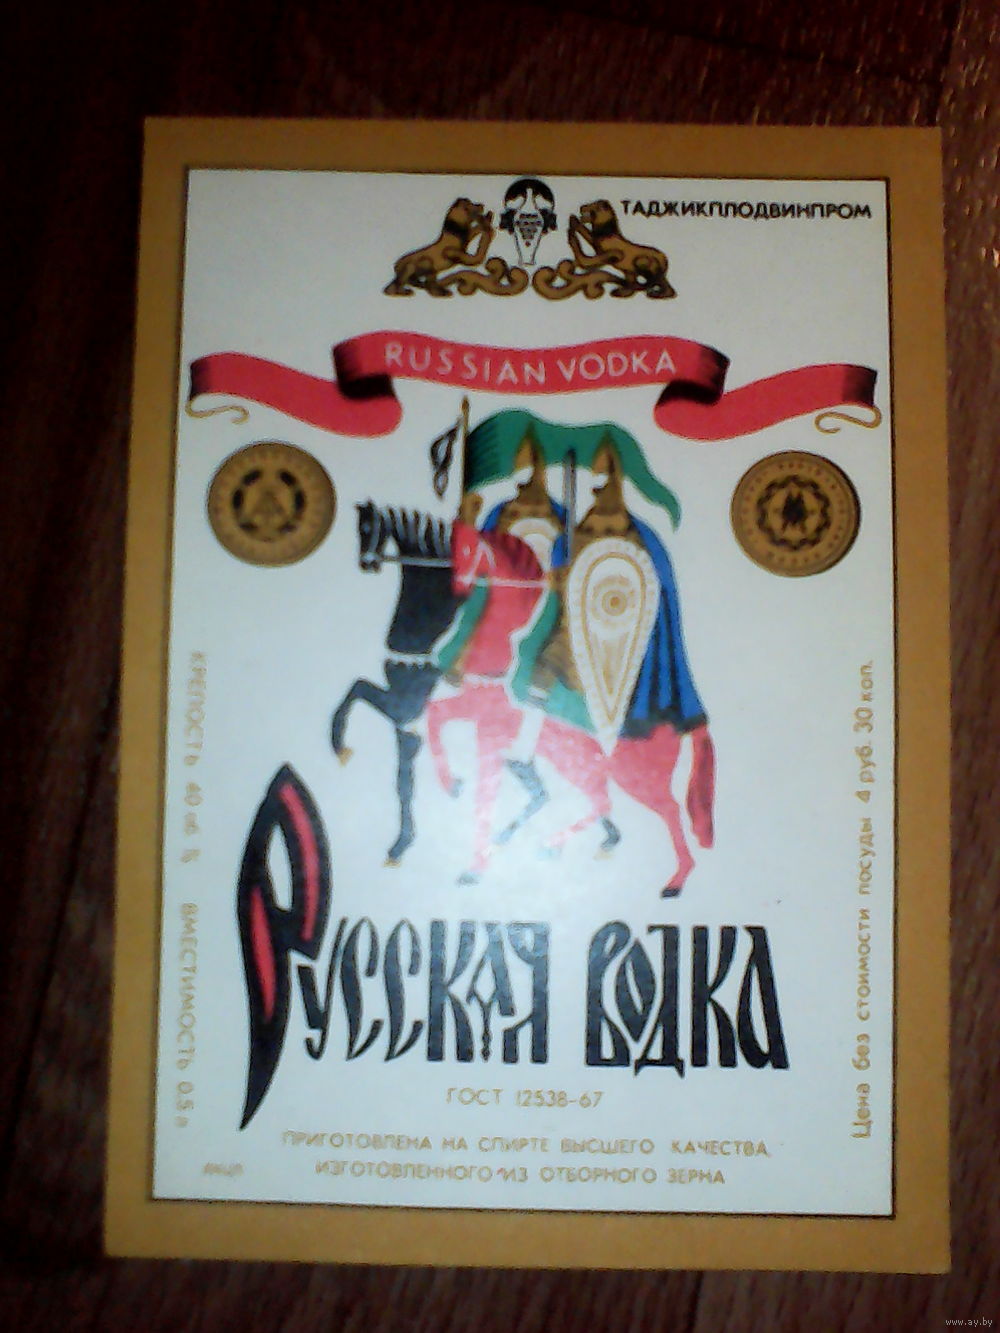 ТАДЖИКПЛОДВИНПРОМ
RUSSIAN VODKA
КРЕПОСТЬ 40 об % ВМЕСТИМОСТЬ 0,5 л
Цена без стоимости посуды 4 руб. 30 коп.
РУССКАЯ ВОДКА
ГОСТ 12538-67
ПРИГОТОВЛЕНА НА СПИРТЕ ВЫСШЕГО КАЧЕСТВА,
ИЗГОТОВЛЕННОГО ИЗ ОТБОРНОГО ЗЕРНА
www.ay.by